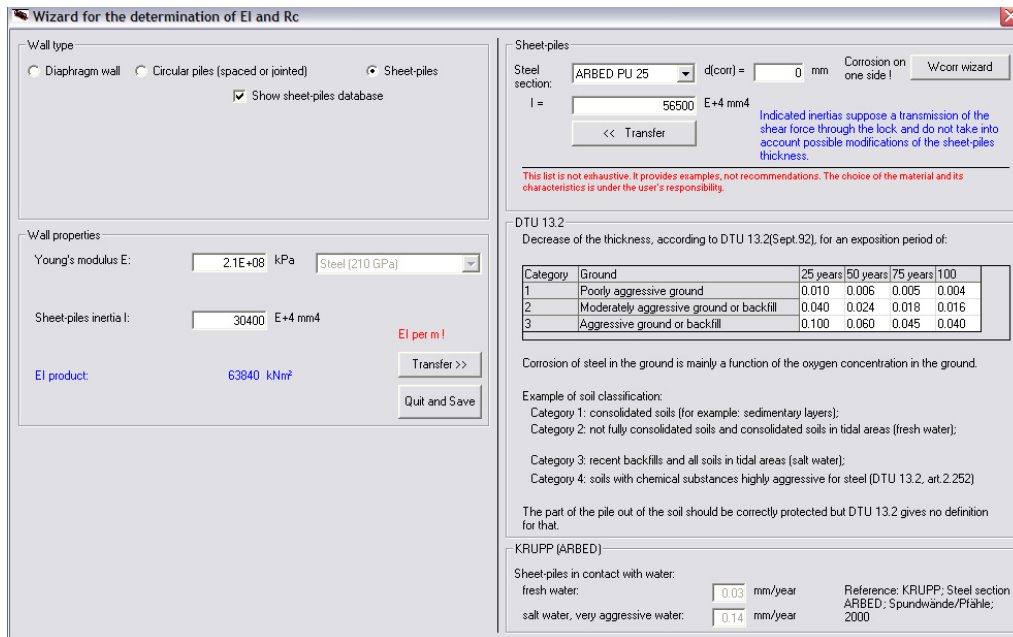 Wizard for the determination of EI and Rc
Wall type
Diaphragm wall
Circular piles (spaced or jointed)
Sheet-piles
Show sheet-piles database
Wall properties
Young's modulus E:
2.1E+08 kPa
Steel (210 GPa)
Sheet-piles inertia I:
30400 E+4 mm4
EI per m !
Transfer >>
EI product:
63840 kNm²
Quit and Save
Sheet-piles
Steel section:
ARBED PU 25
d(corr) =
0 mm
Corrosion on one side !
Wcorr wizard
I =
56500 E+4 mm4
<< Transfer
Indicated inertias suppose a transmission of the
shear force through the lock and do not take into
account possible modifications of the sheet-piles
thickness.
This list is not exhaustive. It provides examples, not recommendations. The choice of the material and its
characteristics is under the user's responsibility.
DTU 13.2
Decrease of the thickness, according to DTU 13.2(Sept.92), for an exposition period of:
Category Ground 25 years 50 years 75 years 100
1 Poorly aggressive ground 0.010 0.006 0.005 0.004
2 Moderately aggressive ground or backfill 0.040 0.024 0.018 0.016
3 Aggressive ground or backfill 0.100 0.060 0.045 0.040
Corrosion of steel in the ground is mainly a function of the oxygen concentration in the ground.
Example of soil classification:
Category 1: consolidated soils (for example: sedimentary layers);
Category 2: not fully consolidated soils and consolidated soils in tidal areas (fresh water);
Category 3: recent backfills and all soils in tidal areas (salt water);
Category 4: soils with chemical substances highly aggressive for steel (DTU 13.2, art.2.252)
The part of the pile out of the soil should be correctly protected but DTU 13.2 gives no definition
for that.
KRUPP (ARBED)
Sheet-piles in contact with water:
fresh water:
0.03 mm/year
salt water, very aggressive water:
0.14 mm/year
Reference: KRUPP; Steel section
ARBED; Spundwände/Pfähle;
2000